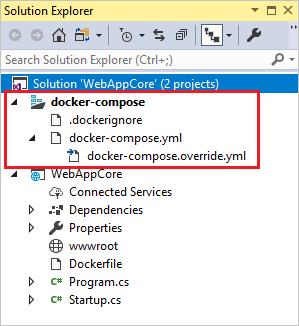 Solution Explorer
Search Solution Explorer (Ctrl+;)
Solution 'WebAppCore' (2 projects)
docker-compose
.dockerignore
docker-compose.yml
docker-compose.override.yml
WebAppCore
Connected Services
Dependencies
Properties
wwwroot
Dockerfile
C# Program.cs
C# Startup.cs